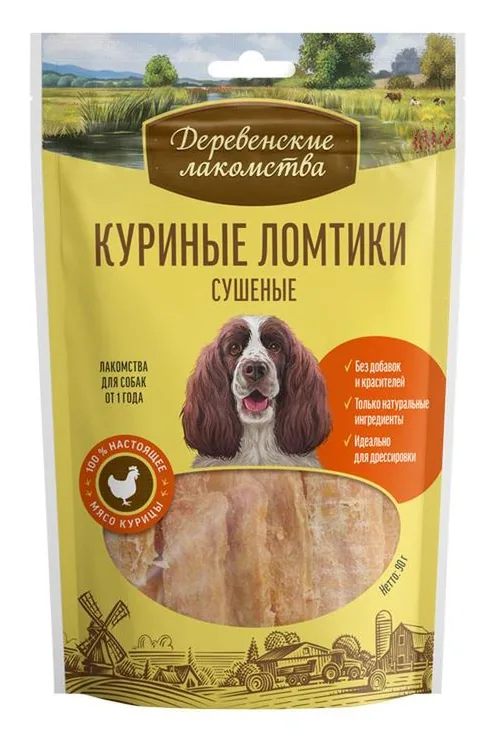 Деревенские
лакомства
КУРИНЫЕ ЛОМТИКИ
СУШЕНЫЕ
ЛАКОМСТВА
ДЛЯ СОБАК
ОТ 1 ГОДА
✓ Без добавок
и красителей
✓ Только натуральные
ингредиенты
✓ Идеально
для дрессировки
100% НАСТОЯЩЕЕ
МЯСО КУРИЦЫ
Нетто: 90 г